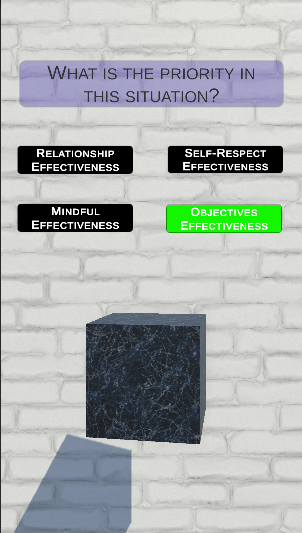 What is the priority in
this situation?
Relationship
Effectiveness
Self-Respect
Effectiveness
Mindful
Effectiveness
Objectives
Effectiveness